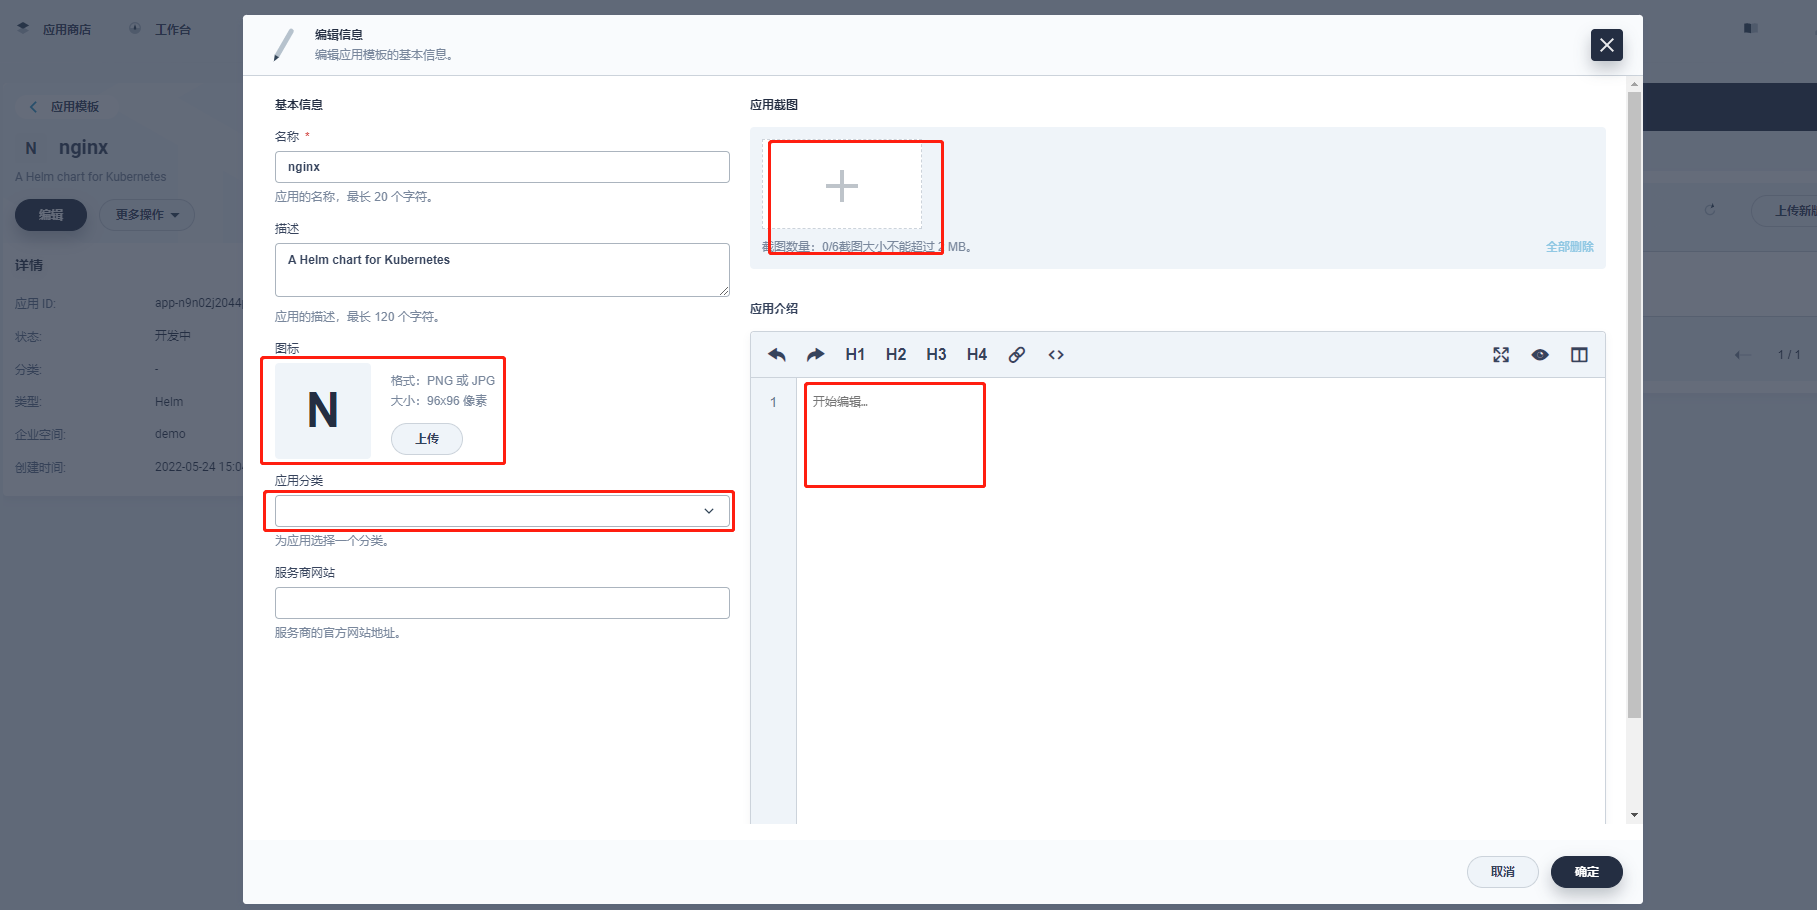 应用商店
工作台
应用模板
N nginx
A Helm chart for Kubernetes
编辑
更多操作
详情
应用 ID: app-n9n02j2044
状态: 开发中
分类: -
类型: Helm
企业空间: demo
创建时间: 2022-05-24 15:0
编辑信息
编辑应用模板的基本信息。
基本信息
名称 *
nginx
应用的名称，最长 20 个字符。
描述
A Helm chart for Kubernetes
应用的描述，最长 120 个字符。
图标
N
格式：PNG 或 JPG
大小：96x96 像素
上传
应用分类
为应用选择一个分类。
服务商网站
服务商的官方网站地址。
应用截图
截图数量：0/6截图大小不能超过 2 MB。
全部删除
应用介绍
H1 H2 H3 H4
1 开始编辑...
取消
确定
上传新
1 / 1